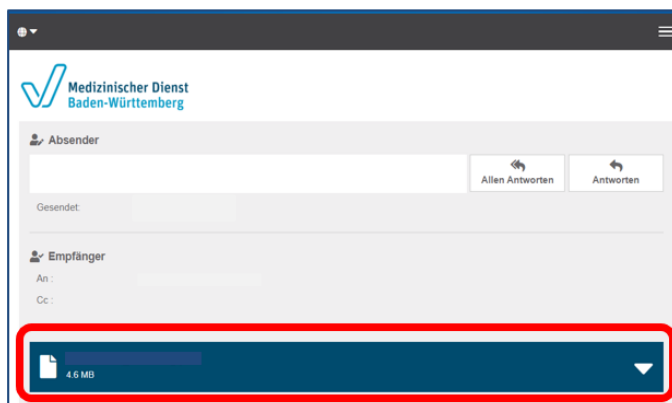 Medizinischer Dienst
Baden-Württemberg
Absender
Allen Antworten
Antworten
Gesendet:
Empfänger
An :
Cc :
4.6 MB